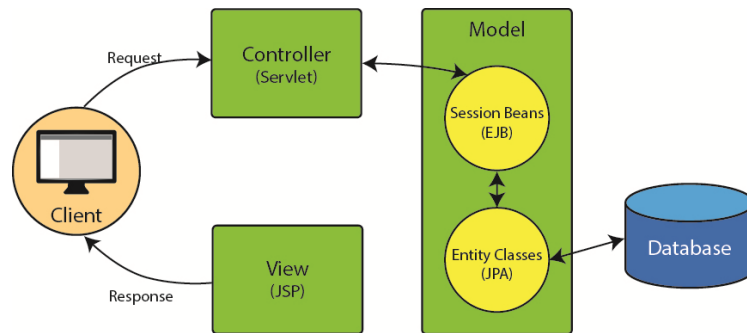 Request
Controller
(Servlet)
Model
Session Beans
(EJB)
Client
View
(JSP)
Response
Entity Classes
(JPA)
Database